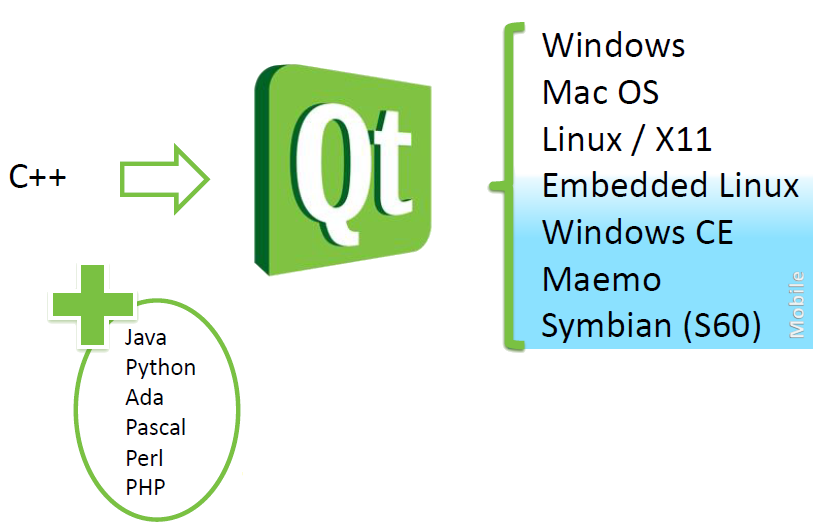 C++
Qt
Windows
Mac OS
Linux / X11
Embedded Linux
Windows CE
Maemo
Symbian (S60)
Mobile
Java
Python
Ada
Pascal
Perl
PHP